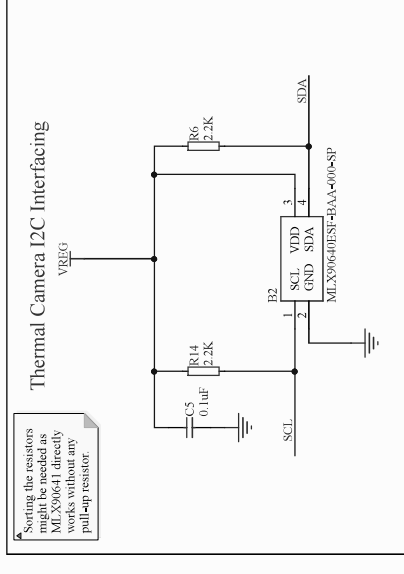 Thermal Camera I2C Interfacing
Sorting the resistors
might be needed as
MLX90641 directly
works without any
pull-up resistor.
VREG
C5
0.1uF
R14
2.2K
R6
2.2K
SCL
SDA
B2
1
2
SCL VDD
GND SDA
3
4
MLX90640ESF-BAA-000-SP